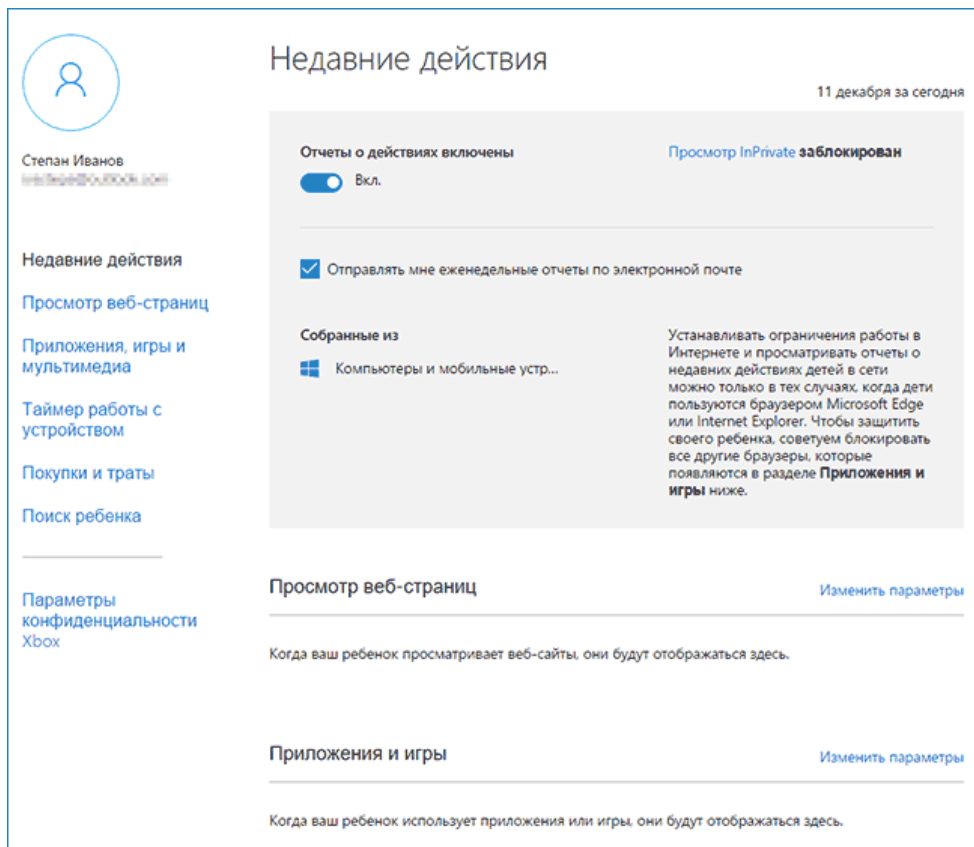 Недавние действия
11 декабря за сегодня
Степан Иванов
Недавние действия
Просмотр веб-страниц
Приложения, игры и
мультимедиа
Таймер работы с
устройством
Покупки и траты
Поиск ребенка
Параметры
конфиденциальности
Xbox
Отчеты о действиях включены
Вкл.
Просмотр InPrivate заблокирован
Отправлять мне еженедельные отчеты по электронной почте
Собранные из
Компьютеры и мобильные устр...
Устанавливать ограничения работы в
Интернете и просматривать отчеты о
недавних действиях детей в сети
можно только в тех случаях, когда дети
пользуются браузером Microsoft Edge
или Internet Explorer. Чтобы защитить
своего ребенка, советуем блокировать
все другие браузеры, которые
появляются в разделе Приложения и
игры ниже.
Просмотр веб-страниц
Изменить параметры
Когда ваш ребенок просматривает веб-сайты, они будут отображаться здесь.
Приложения и игры
Изменить параметры
Когда ваш ребенок использует приложения или игры, они будут отображаться здесь.